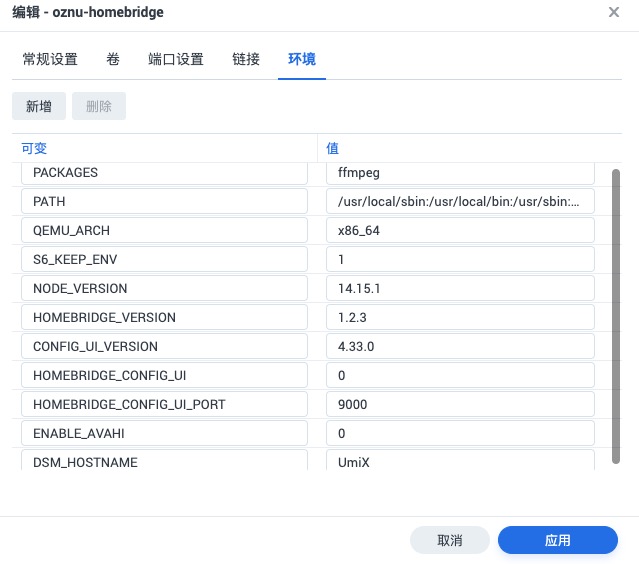 编辑 - oznu-homebridge
常规设置 卷 端口设置 链接 环境
新增 删除
可变 值
PACKAGES ffmpeg
PATH /usr/local/sbin:/usr/local/bin:/usr/sbin:...
QEMU_ARCH x86_64
S6_KEEP_ENV 1
NODE_VERSION 14.15.1
HOMEBRIDGE_VERSION 1.2.3
CONFIG_UI_VERSION 4.33.0
HOMEBRIDGE_CONFIG_UI 0
HOMEBRIDGE_CONFIG_UI_PORT 9000
ENABLE_AVAHI 0
DSM_HOSTNAME UmiX
取消 应用